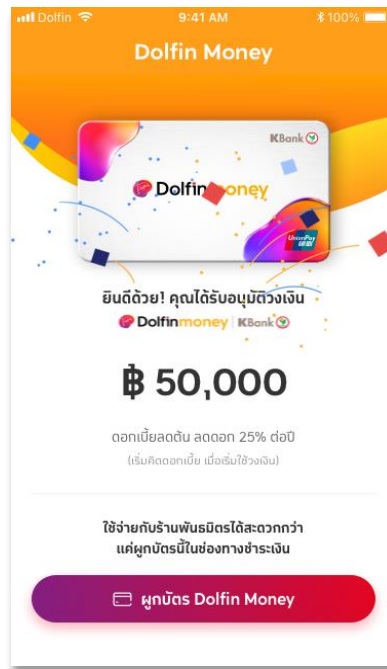 Dolfin 9:41 AM 100%
Dolfin Money
KBank
Dolfin money
UnionPay
银联
ยินดีด้วย! คุณได้รับอนุมัติวงเงิน
Dolfinmoney KBank
฿ 50,000
ดอกเบี้ยลดต้น ลดดอก 25% ต่อปี
(เริ่มคิดดอกเบี้ย เมื่อเริ่มใช้วงเงิน)
ใช้จ่ายกับร้านพันธมิตรได้สะดวกกว่า
แค่ผูกบัตรนี้ในช่องทางชำระเงิน
ผูกบัตร Dolfin Money